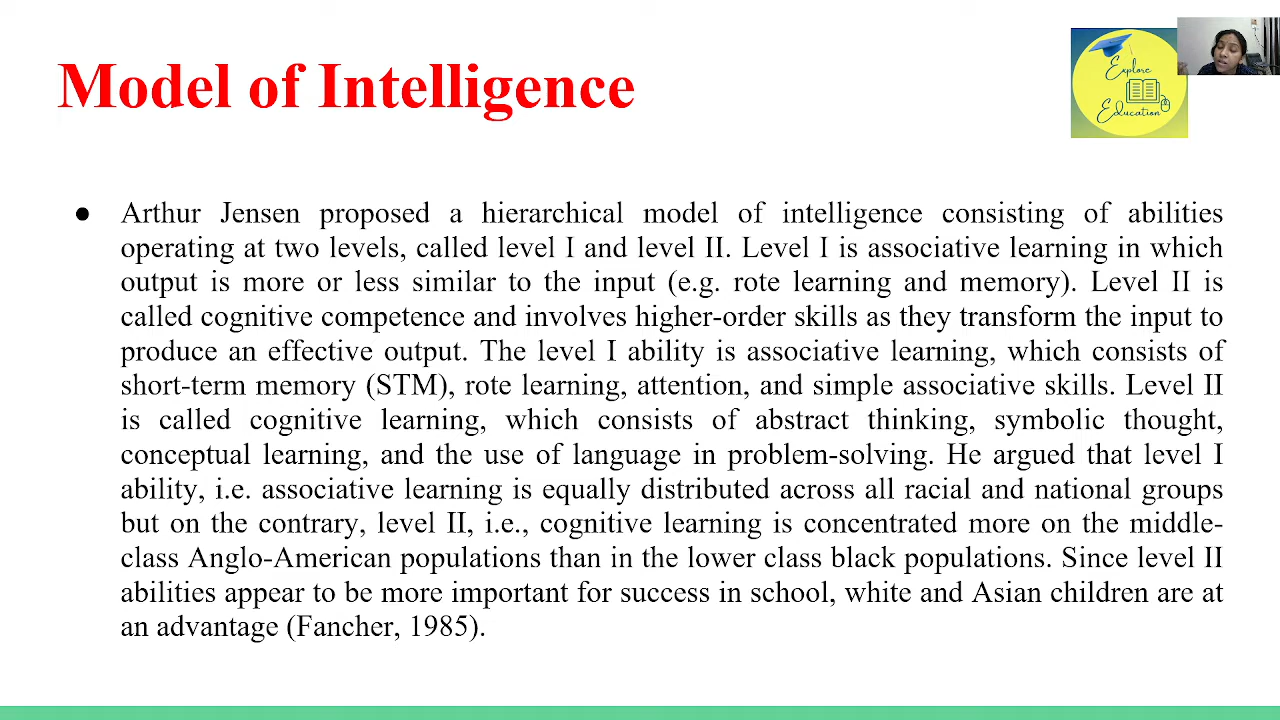 Model of Intelligence
Explore
Education
● Arthur Jensen proposed a hierarchical model of intelligence consisting of abilities
operating at two levels, called level I and level II. Level I is associative learning in which
output is more or less similar to the input (e.g. rote learning and memory). Level II is
called cognitive competence and involves higher-order skills as they transform the input to
produce an effective output. The level I ability is associative learning, which consists of
short-term memory (STM), rote learning, attention, and simple associative skills. Level II
is called cognitive learning, which consists of abstract thinking, symbolic thought,
conceptual learning, and the use of language in problem-solving. He argued that level I
ability, i.e. associative learning is equally distributed across all racial and national groups
but on the contrary, level II, i.e., cognitive learning is concentrated more on the middle-
class Anglo-American populations than in the lower class black populations. Since level II
abilities appear to be more important for success in school, white and Asian children are at
an advantage (Fancher, 1985).